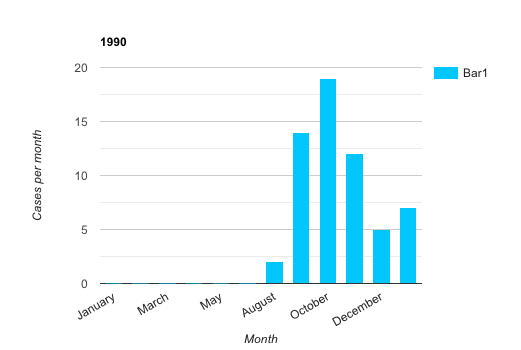 1990
20
15
10
5
0
Cases per month
January
March
May
August
October
December
Month
Bar1